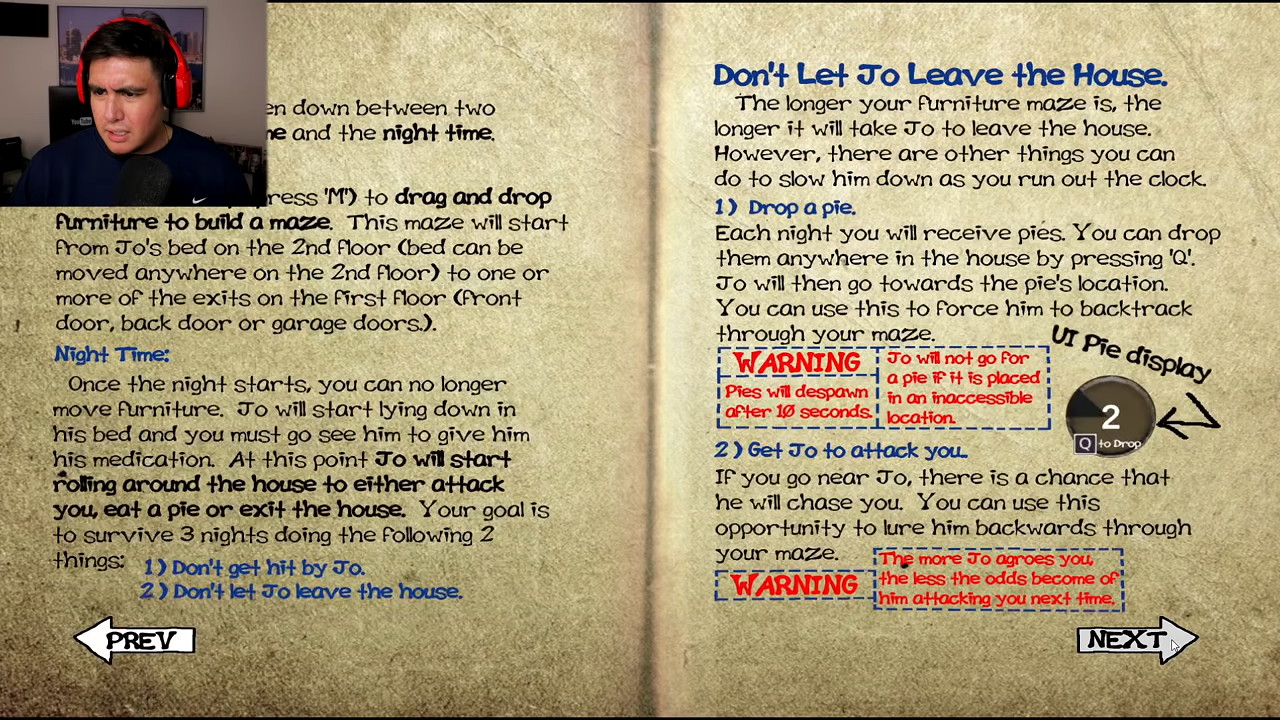 en down between two
e and the night time.
ress 'M') to drag and drop
furniture to build a maze. This maze will start
from Jo's bed on the 2nd floor (bed can be
moved anywhere on the 2nd floor) to one or
more of the exits on the first floor (front
door, back door or garage doors.).
Night Time:
Once the night starts, you can no longer
move furniture. Jo will start lying down in
his bed and you must go see him to give him
his medication. At this point Jo will start
rolling around the house to either attack
you, eat a pie or exit the house. Your goal is
to survive 3 nights doing the following 2
things:
1) Don't get hit by Jo.
2) Don't let Jo leave the house.
PREV
Don't Let Jo Leave the House.
The longer your furniture maze is, the
longer it will take Jo to leave the house.
However, there are other things you can
do to slow him down as you run out the clock.
1) Drop a pie.
Each night you will receive pies. You can drop
them anywhere in the house by pressing 'Q'.
Jo will then go towards the pie's location.
You can use this to force him to backtrack
through your maze.
WARNING
Pies will despawn
after 10 seconds.
Jo will not go for
a pie if it is placed
in an inaccessible
location.
UI Pie display
2
Q to Drop
2) Get Jo to attack you.
If you go near Jo, there is a chance that
he will chase you. You can use this
opportunity to lure him backwards through
your maze.
WARNING
The more Jo agroes you,
the less the odds become of
him attacking you next time.
NEXT
YouTube